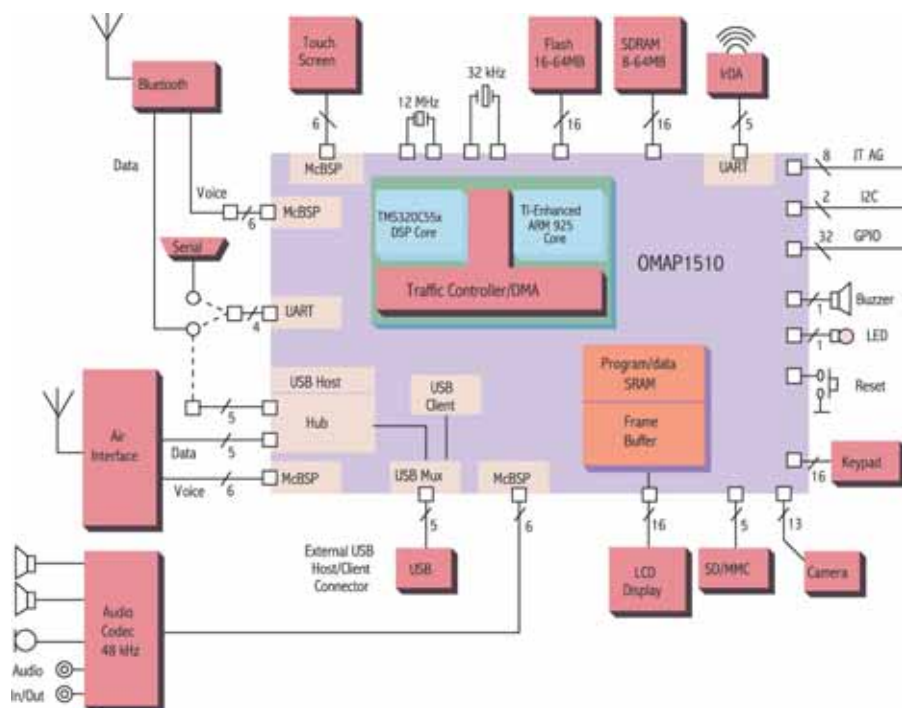 Touch
Screen
Flash
16-64MB
SDRAM
8-64MB
IrDA
Bluetooth
32 kHz
12 MHz
6
16
16
5
Data
McBSP
UART
8
IT AG
Voice
6
McBSP
TMS320C55x
DSP Core
TI-Enhanced
ARM 925
Core
2
I2C
32
GPIO
Serial
OMAP1510
Traffic Controller/DMA
1
Buzzer
4
UART
1
LED
Program/data
SRAM
USB Host
USB
Client
Reset
5
Hub
Frame
Buffer
Air
Interface
Data
5
Voice
6
McBSP
USB Mux
McBSP
16
Keypad
5
6
16
5
13
External USB
Host/Client
Connector
USB
LCD
Display
SD/MMC
Camera
Audio
Codec
48 kHz
Audio
In/Out